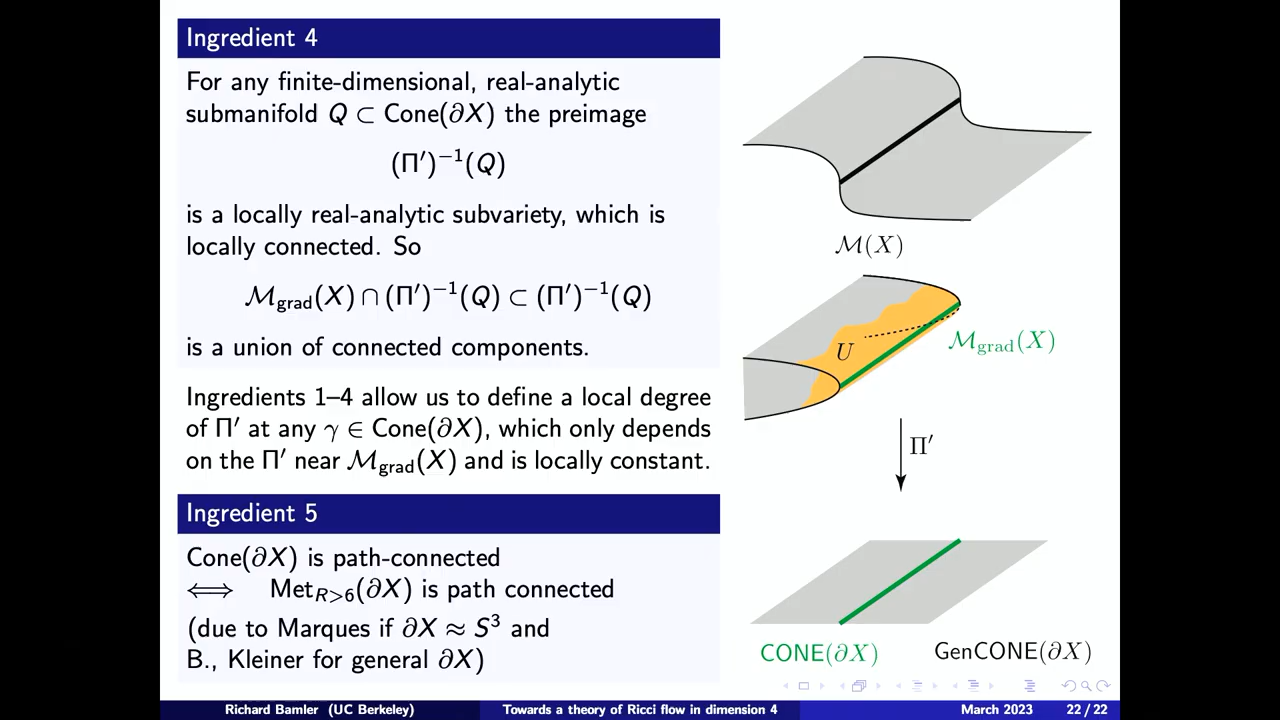 Ingredient 4
For any finite-dimensional, real-analytic
submanifold Q ⊂ Cone(∂X) the preimage
(Π′)⁻¹(Q)
is a locally real-analytic subvariety, which is
locally connected. So
ℳgrad(X) ∩ (Π′)⁻¹(Q) ⊂ (Π′)⁻¹(Q)
is a union of connected components.
Ingredients 1–4 allow us to define a local degree
of Π′ at any γ ∈ Cone(∂X), which only depends
on the Π′ near ℳgrad(X) and is locally constant.
Ingredient 5
Cone(∂X) is path-connected
⟺ Met_{R>6}(∂X) is path connected
(due to Marques if ∂X ≈ S³ and
B., Kleiner for general ∂X)
ℳ(X)
U
ℳgrad(X)
Π′
CONE(∂X)
GenCONE(∂X)
Richard Bamler (UC Berkeley)
Towards a theory of Ricci flow in dimension 4
March 2023
22 / 22